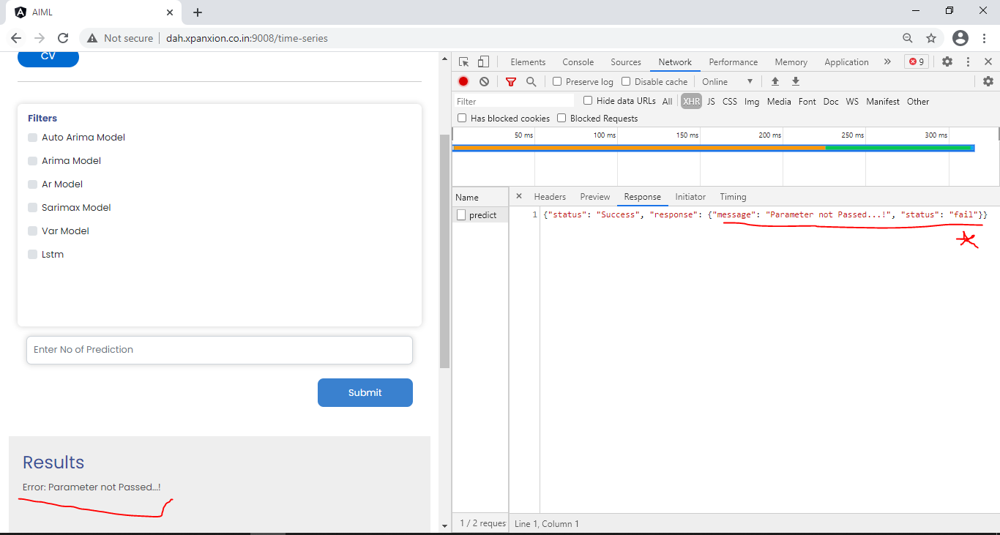 AIML
Not secure dah.xpanxion.co.in:9008/time-series
CV
Filters
Auto Arima Model
Arima Model
Ar Model
Sarimax Model
Var Model
Lstm
Enter No of Prediction
Submit
Results
Error: Parameter not Passed...!
Elements Console Sources Network Performance Memory Application » 9
Preserve log Disable cache Online
Filter Hide data URLs All XHR JS CSS Img Media Font Doc WS Manifest Other
Has blocked cookies Blocked Requests
50 ms 100 ms 150 ms 200 ms 250 ms 300 ms
Name Headers Preview Response Initiator Timing
predict
1 {"status": "Success", "response": {"message": "Parameter not Passed...!", "status": "fail"}}
1 / 2 reques Line 1, Column 1